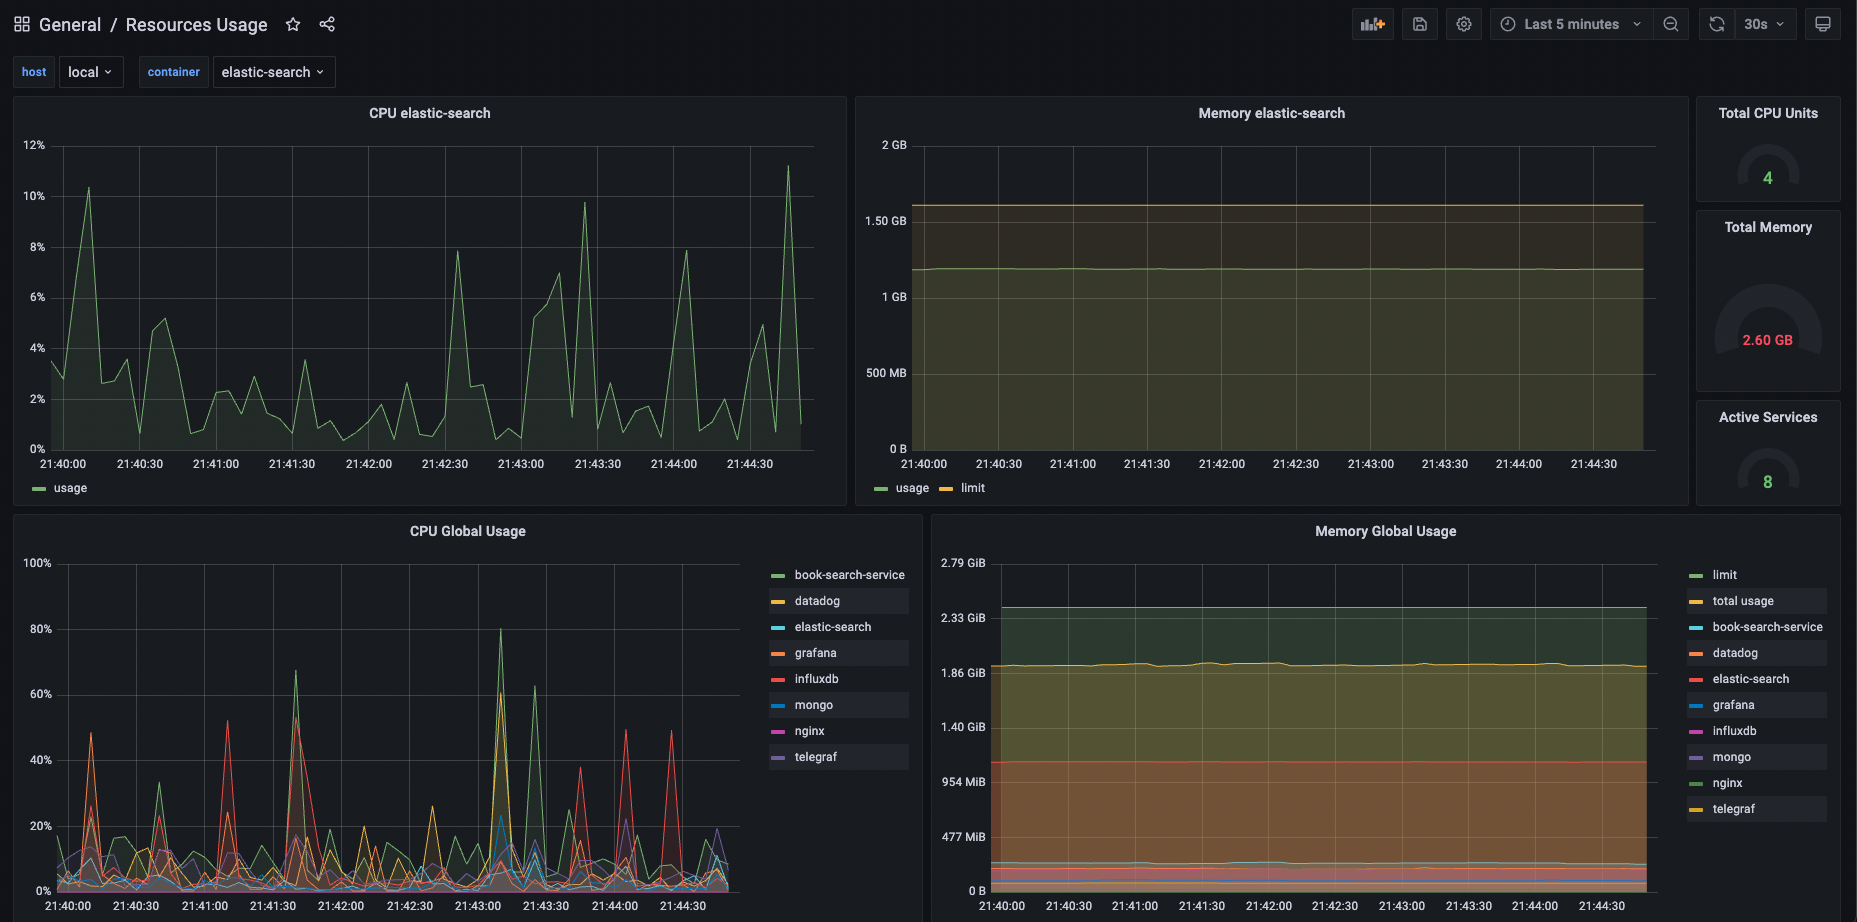 General / Resources Usage
Last 5 minutes
30s
host
local
container
elastic-search
CPU elastic-search
12%
10%
8%
6%
4%
2%
0%
21:40:00 21:40:30 21:41:00 21:41:30 21:42:00 21:42:30 21:43:00 21:43:30 21:44:00 21:44:30
usage
Memory elastic-search
2 GB
1.50 GB
1 GB
500 MB
0 B
21:40:00 21:40:30 21:41:00 21:41:30 21:42:00 21:42:30 21:43:00 21:43:30 21:44:00 21:44:30
usage limit
Total CPU Units
4
Total Memory
2.60 GB
Active Services
8
CPU Global Usage
100%
80%
60%
40%
20%
0%
21:40:00 21:40:30 21:41:00 21:41:30 21:42:00 21:42:30 21:43:00 21:43:30 21:44:00 21:44:30
book-search-service
datadog
elastic-search
grafana
influxdb
mongo
nginx
telegraf
Memory Global Usage
2.79 GiB
2.33 GiB
1.86 GiB
1.40 GiB
954 MiB
477 MiB
0 B
21:40:00 21:40:30 21:41:00 21:41:30 21:42:00 21:42:30 21:43:00 21:43:30 21:44:00 21:44:30
limit
total usage
book-search-service
datadog
elastic-search
grafana
influxdb
mongo
nginx
telegraf